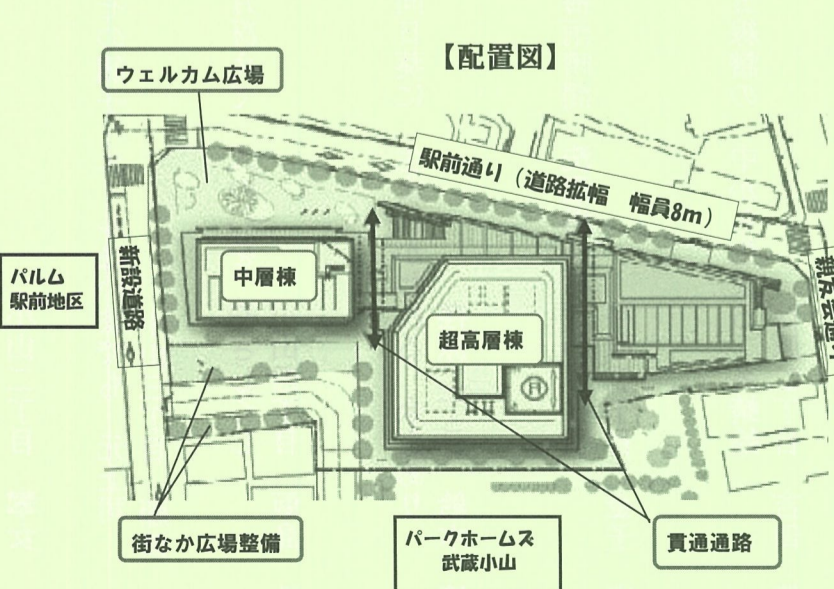 【配置図】
ウェルカム広場
駅前通り（道路拡幅　幅員8m）
パルム
駅前地区
新設道路
中層棟
超高層棟
H
街なか広場整備
パークホームズ
武蔵小山
貫通通路